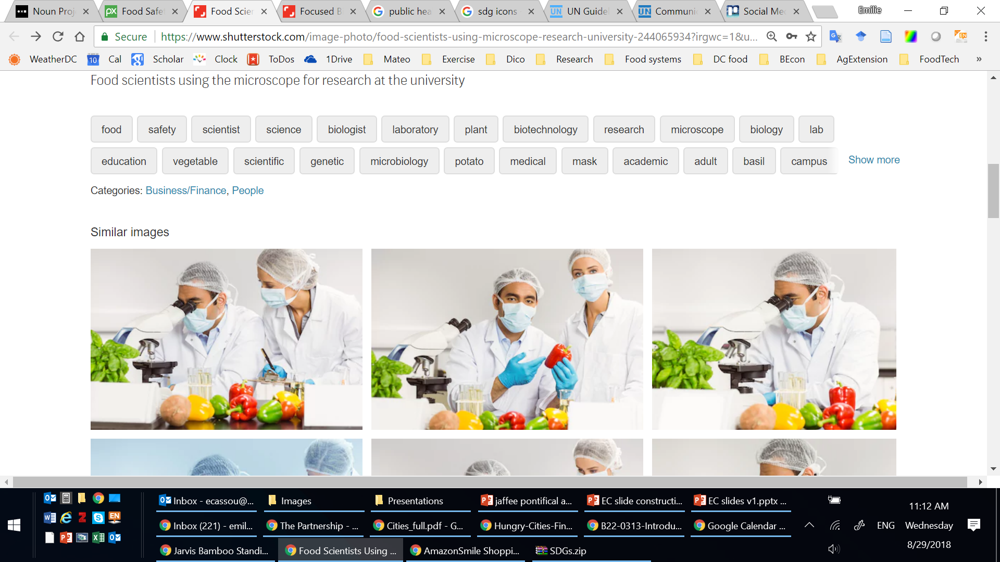 Noun Proj
Food Safe
Food Scien
Focused B
public hea
sdg icons
UN Guidel
Communi
Social Me
Emilie
Secure
https://www.shutterstock.com/image-photo/food-scientists-using-microscope-research-university-244065934?irgwc=1&u...
WeatherDC Cal Scholar Clock ToDos 1Drive Mateo Exercise Dico Research Food systems DC food BEcon AgExtension FoodTech »
Food scientists using the microscope for research at the university
food safety scientist science biologist laboratory plant biotechnology research microscope biology lab
education vegetable scientific genetic microbiology potato medical mask academic adult basil campus Show more
Categories: Business/Finance, People
Similar images
Inbox - ecassou@... Images Presentations jaffee pontifical a... EC slide constructi... EC slides v1.pptx ...
Inbox (221) - emil... The Partnership - ... Cities_full.pdf - G... Hungry-Cities-Fin... B22-0313-Introdu... Google Calendar ...
Jarvis Bamboo Standi... Food Scientists Using ... AmazonSmile Shoppi... SDGs.zip
ENG
11:12 AM
Wednesday
8/29/2018